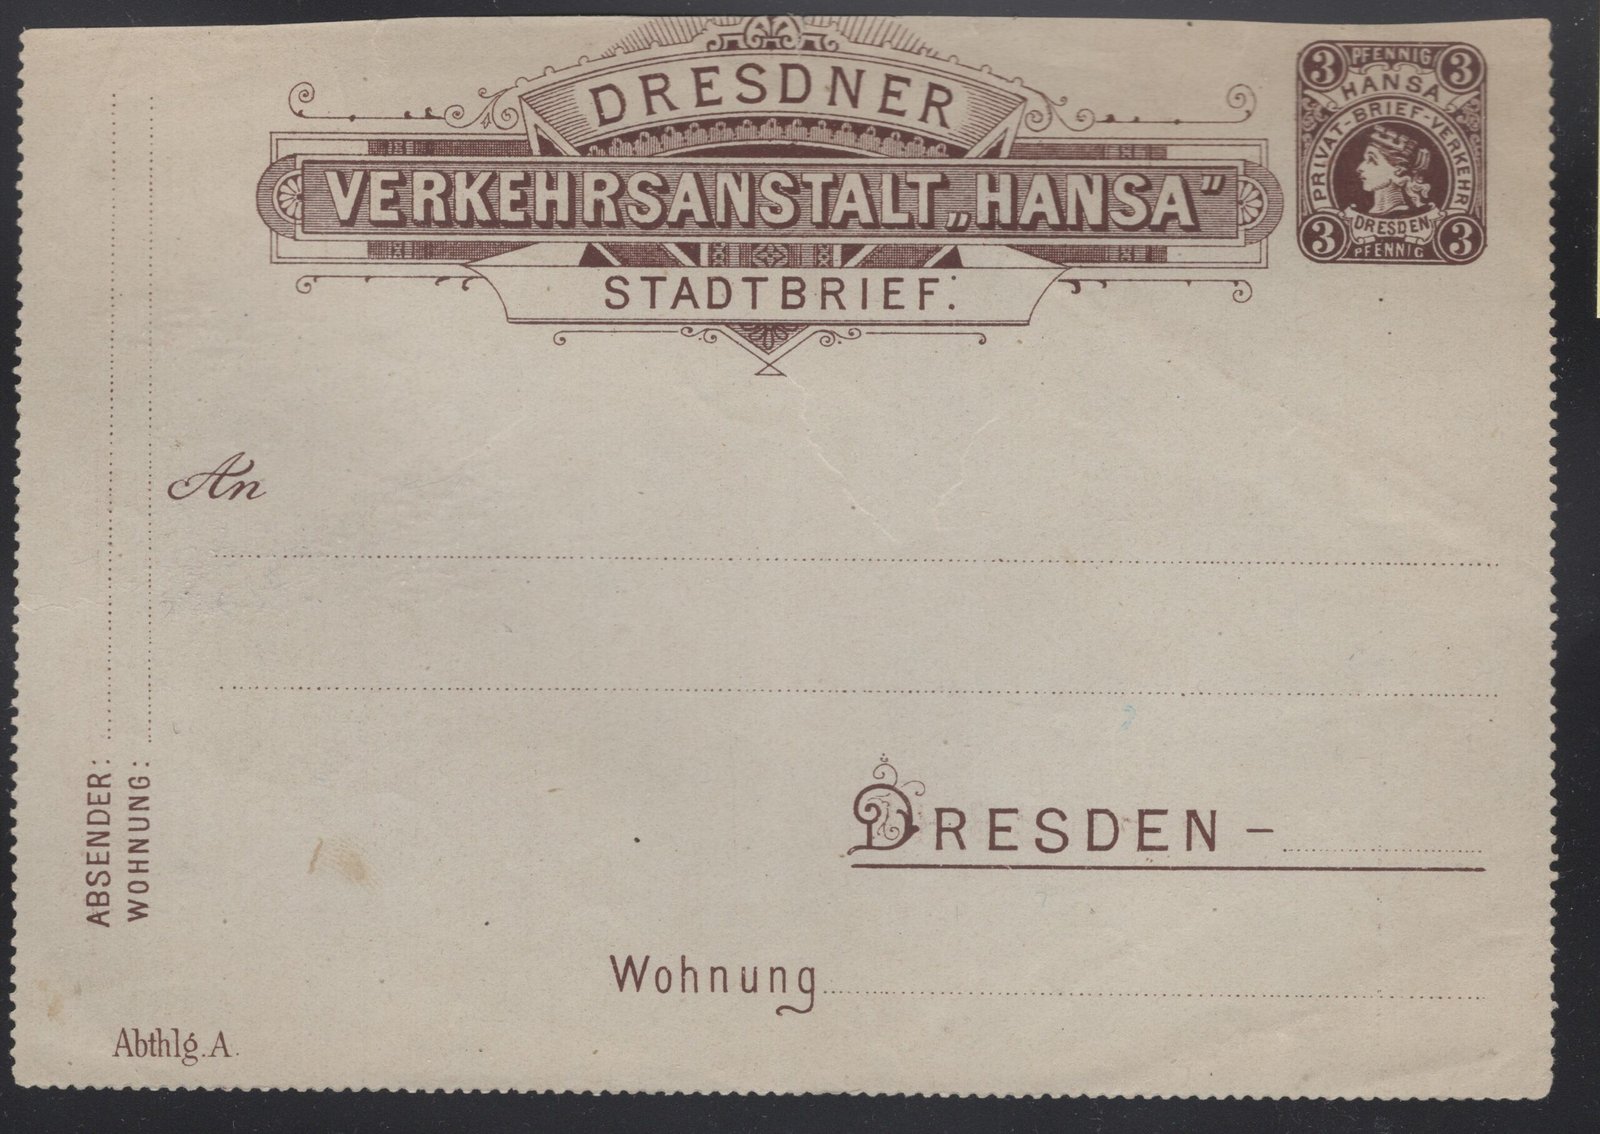 DRESDNER
VERKEHRSANSTALT „HANSA"
STADTBRIEF.
3 PFENNIG 3
HANSA
PRIVAT-BRIEF-VERKEHR
DRESDEN
3 PFENNIG 3
An
DRESDEN –
Wohnung
ABSENDER:
WOHNUNG:
Abthlg. A.